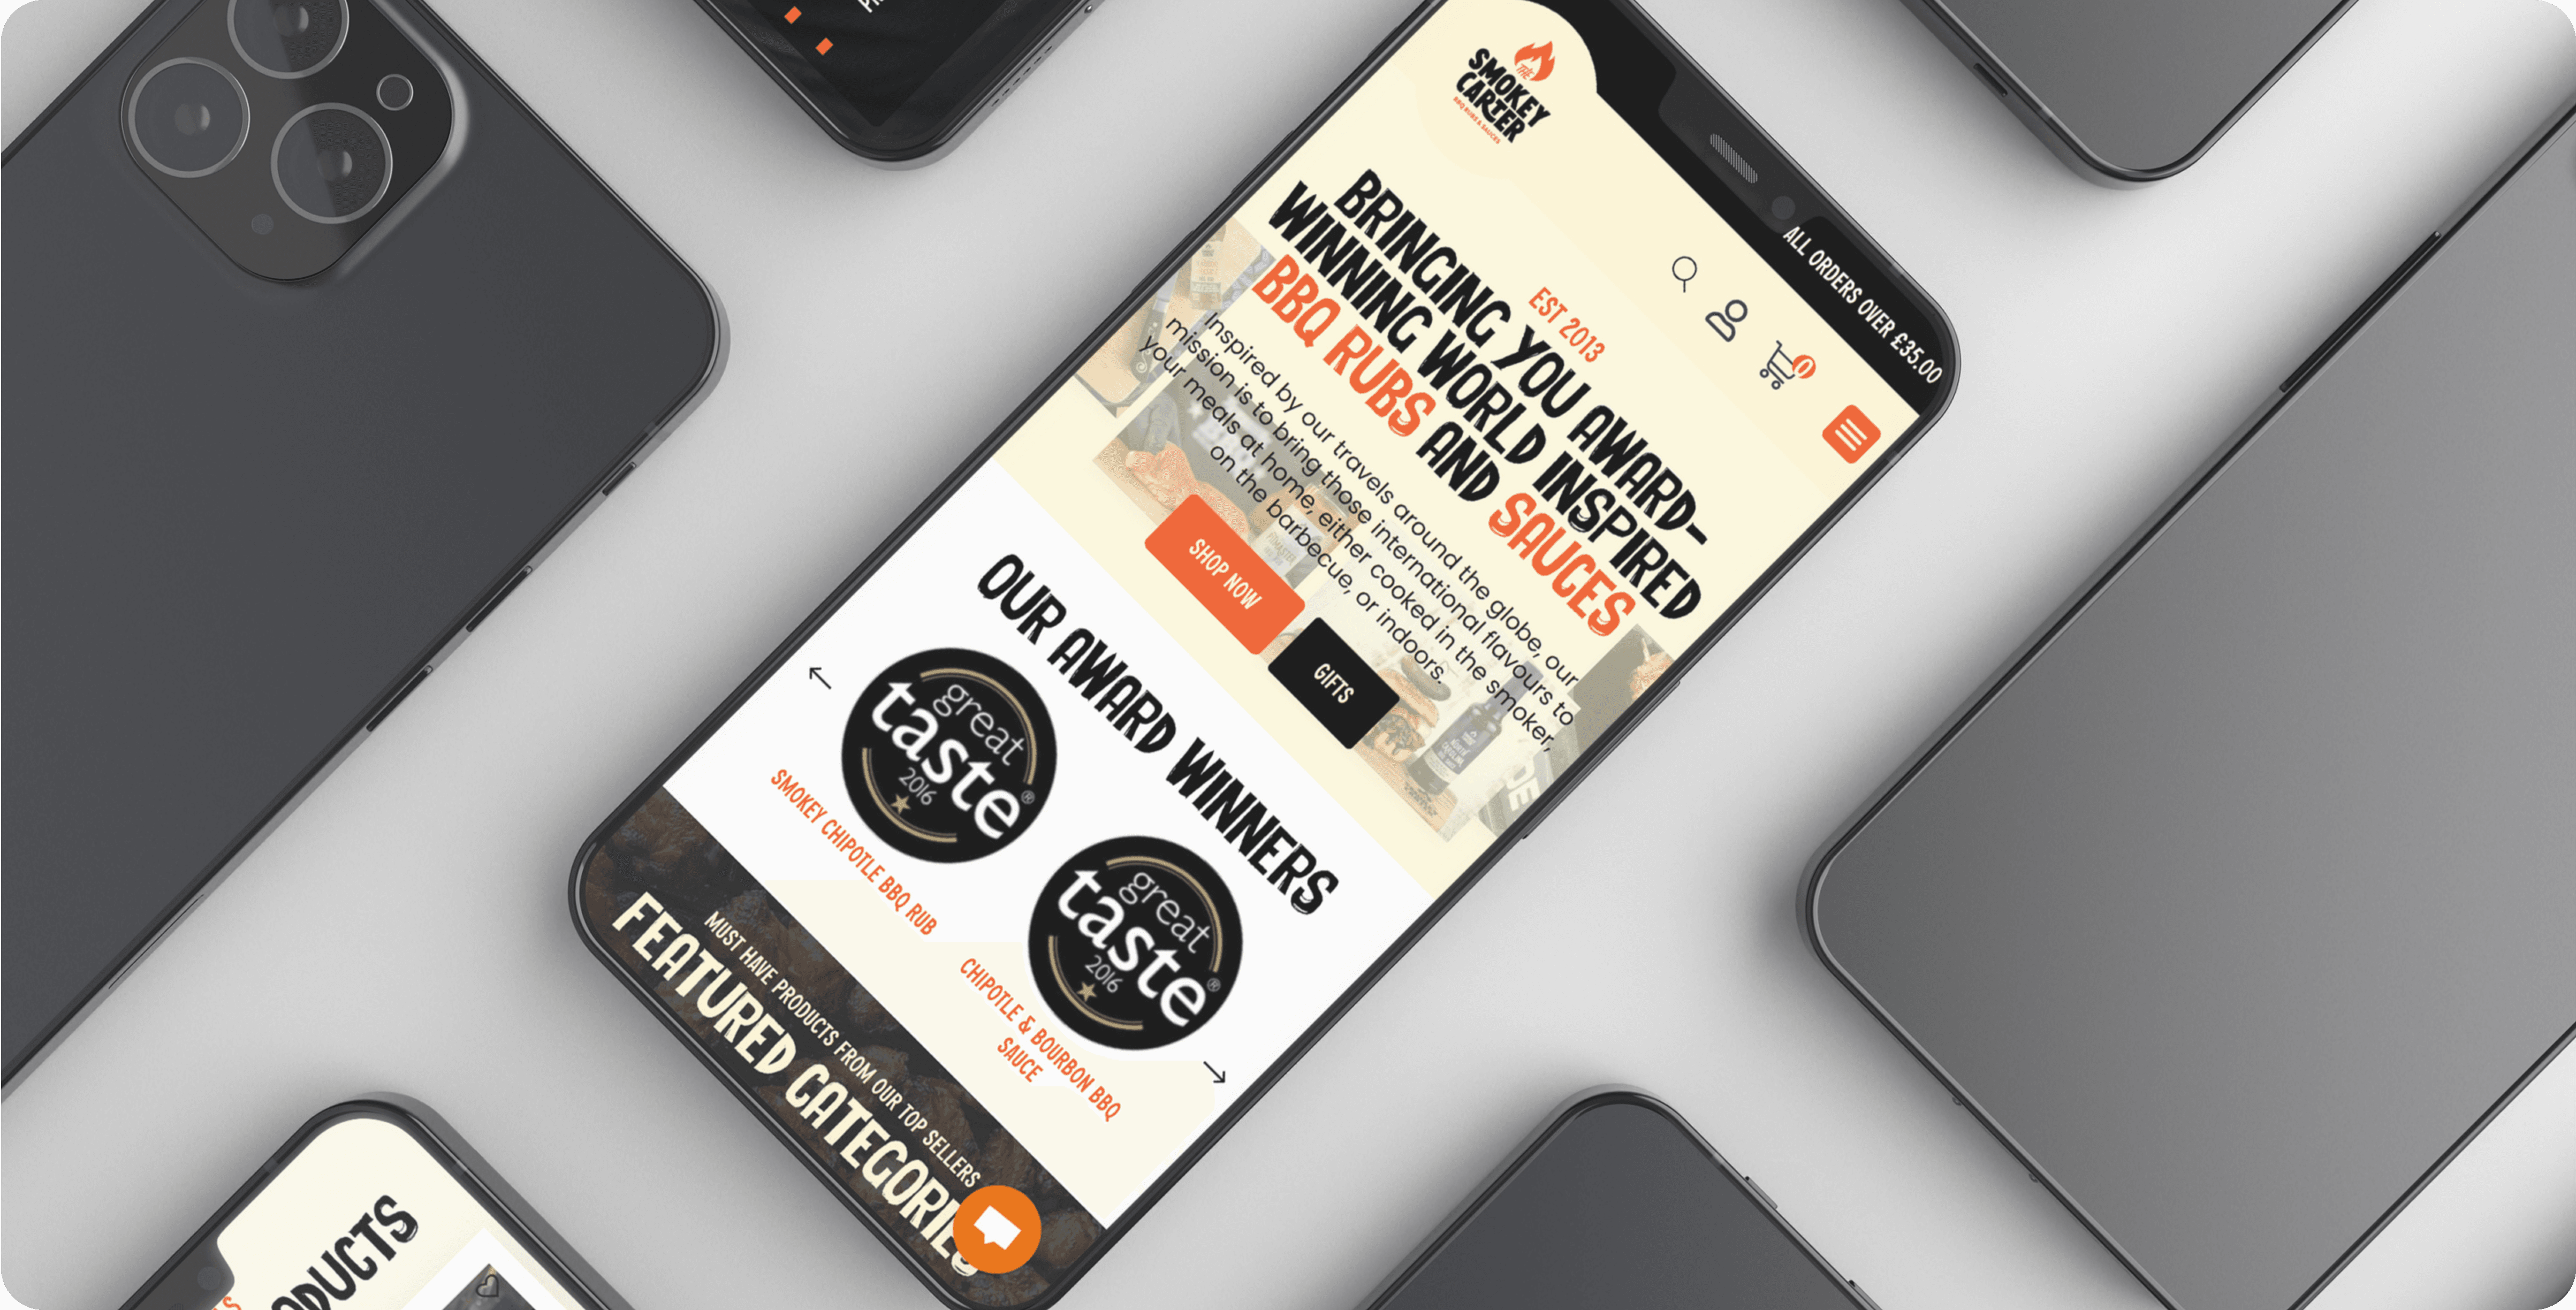 THE
SMOKEY
CARTER
BBQ RUBS & SAUCES
ALL ORDERS OVER £35.00
0
EST 2013
BRINGING YOU AWARD-
WINNING WORLD INSPIRED
BBQ RUBS AND SAUCES
Inspired by our travels around the globe, our
mission is to bring those international flavours to
your meals at home, either cooked in the smoker,
on the barbecue, or indoors.
SHOP NOW
GIFTS
OUR AWARD WINNERS
great
taste®
2016
SMOKEY CHIPOTLE BBQ RUB
great
taste®
2016
CHIPOTLE & BOURBON BBQ
SAUCE
MUST HAVE PRODUCTS FROM OUR TOP SELLERS
FEATURED CATEGORIES